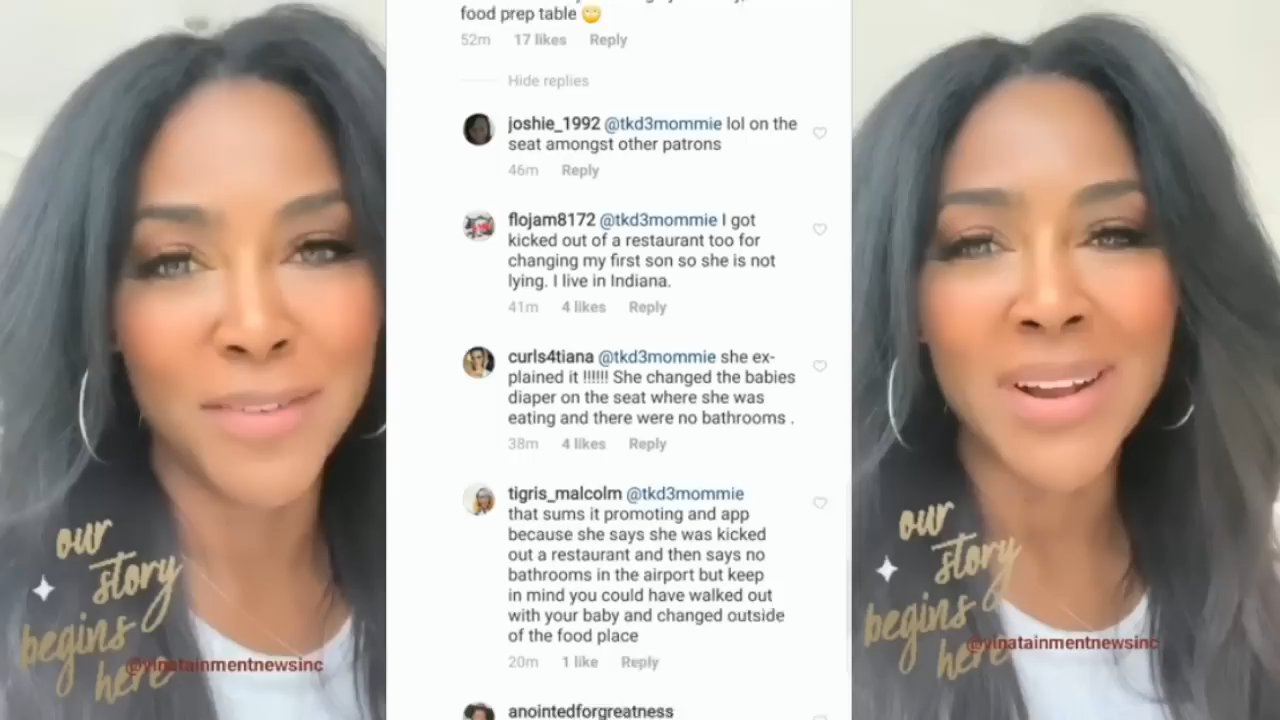 food prep table 🙄
52m 17 likes Reply
Hide replies
joshie_1992 @tkd3mommie lol on the
seat amongst other patrons
46m Reply
flojam8172 @tkd3mommie I got
kicked out of a restaurant too for
changing my first son so she is not
lying. I live in Indiana.
41m 4 likes Reply
curls4tiana @tkd3mommie she ex-
plained it !!!!!! She changed the babies
diaper on the seat where she was
eating and there were no bathrooms .
38m 4 likes Reply
tigris_malcolm @tkd3mommie
that sums it promoting and app
because she says she was kicked
out a restaurant and then says no
bathrooms in the airport but keep
in mind you could have walked out
with your baby and changed outside
of the food place
20m 1 like Reply
anointedforgreatness
our
story
begins
here
@vinatainmentnewsinc
our
story
begins
here
@vinatainmentnewsinc